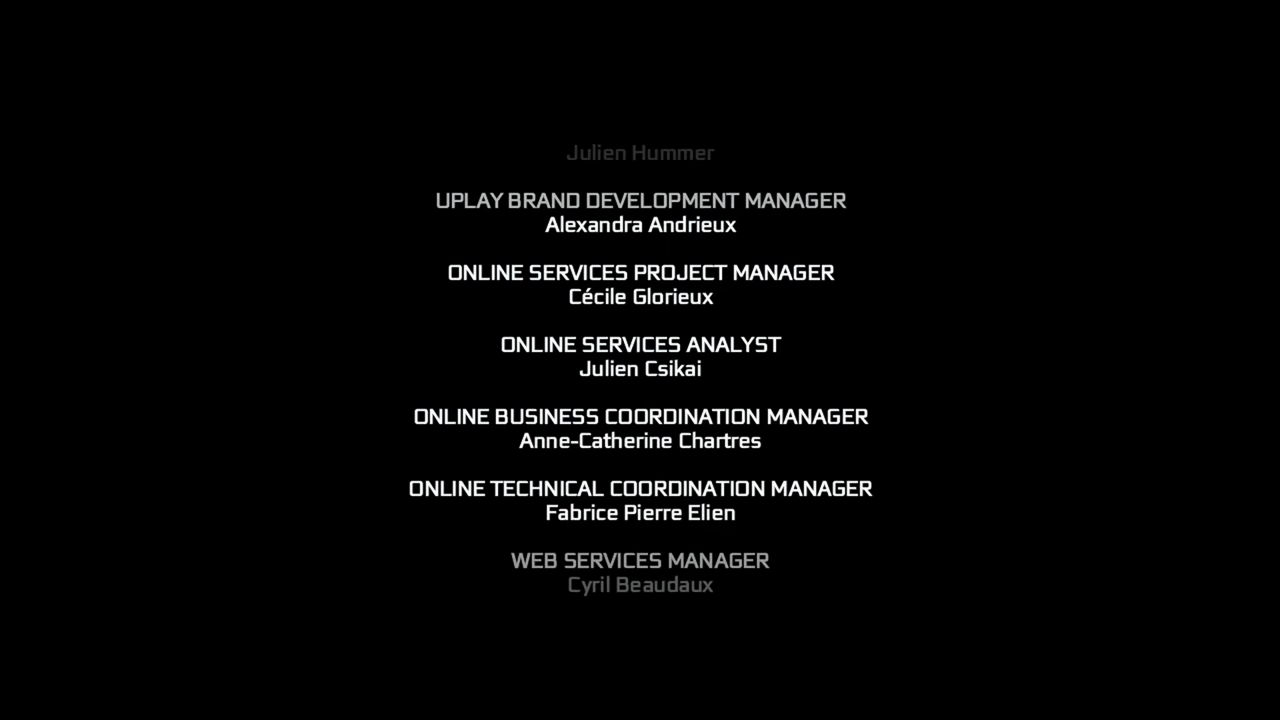 Julien Hummer
UPLAY BRAND DEVELOPMENT MANAGER
Alexandra Andrieux
ONLINE SERVICES PROJECT MANAGER
Cécile Glorieux
ONLINE SERVICES ANALYST
Julien Csikai
ONLINE BUSINESS COORDINATION MANAGER
Anne-Catherine Chartres
ONLINE TECHNICAL COORDINATION MANAGER
Fabrice Pierre Elien
WEB SERVICES MANAGER
Cyril Beaudaux